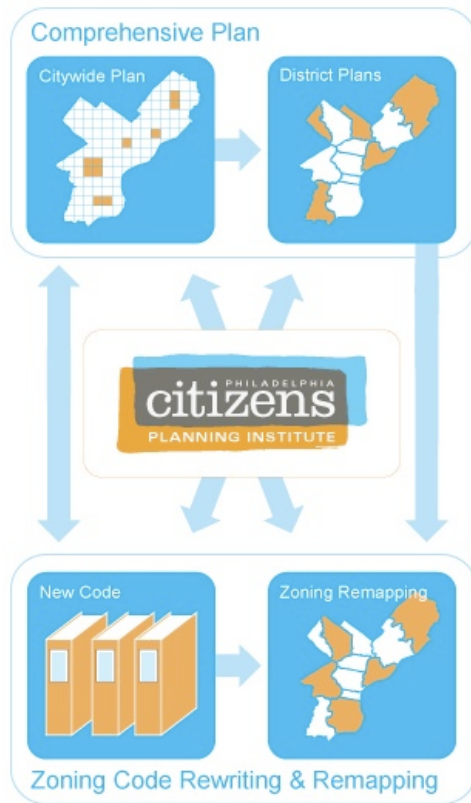 Comprehensive Plan
Citywide Plan
District Plans
PHILADELPHIA
citizens
PLANNING INSTITUTE
New Code
Zoning Remapping
Zoning Code Rewriting & Remapping